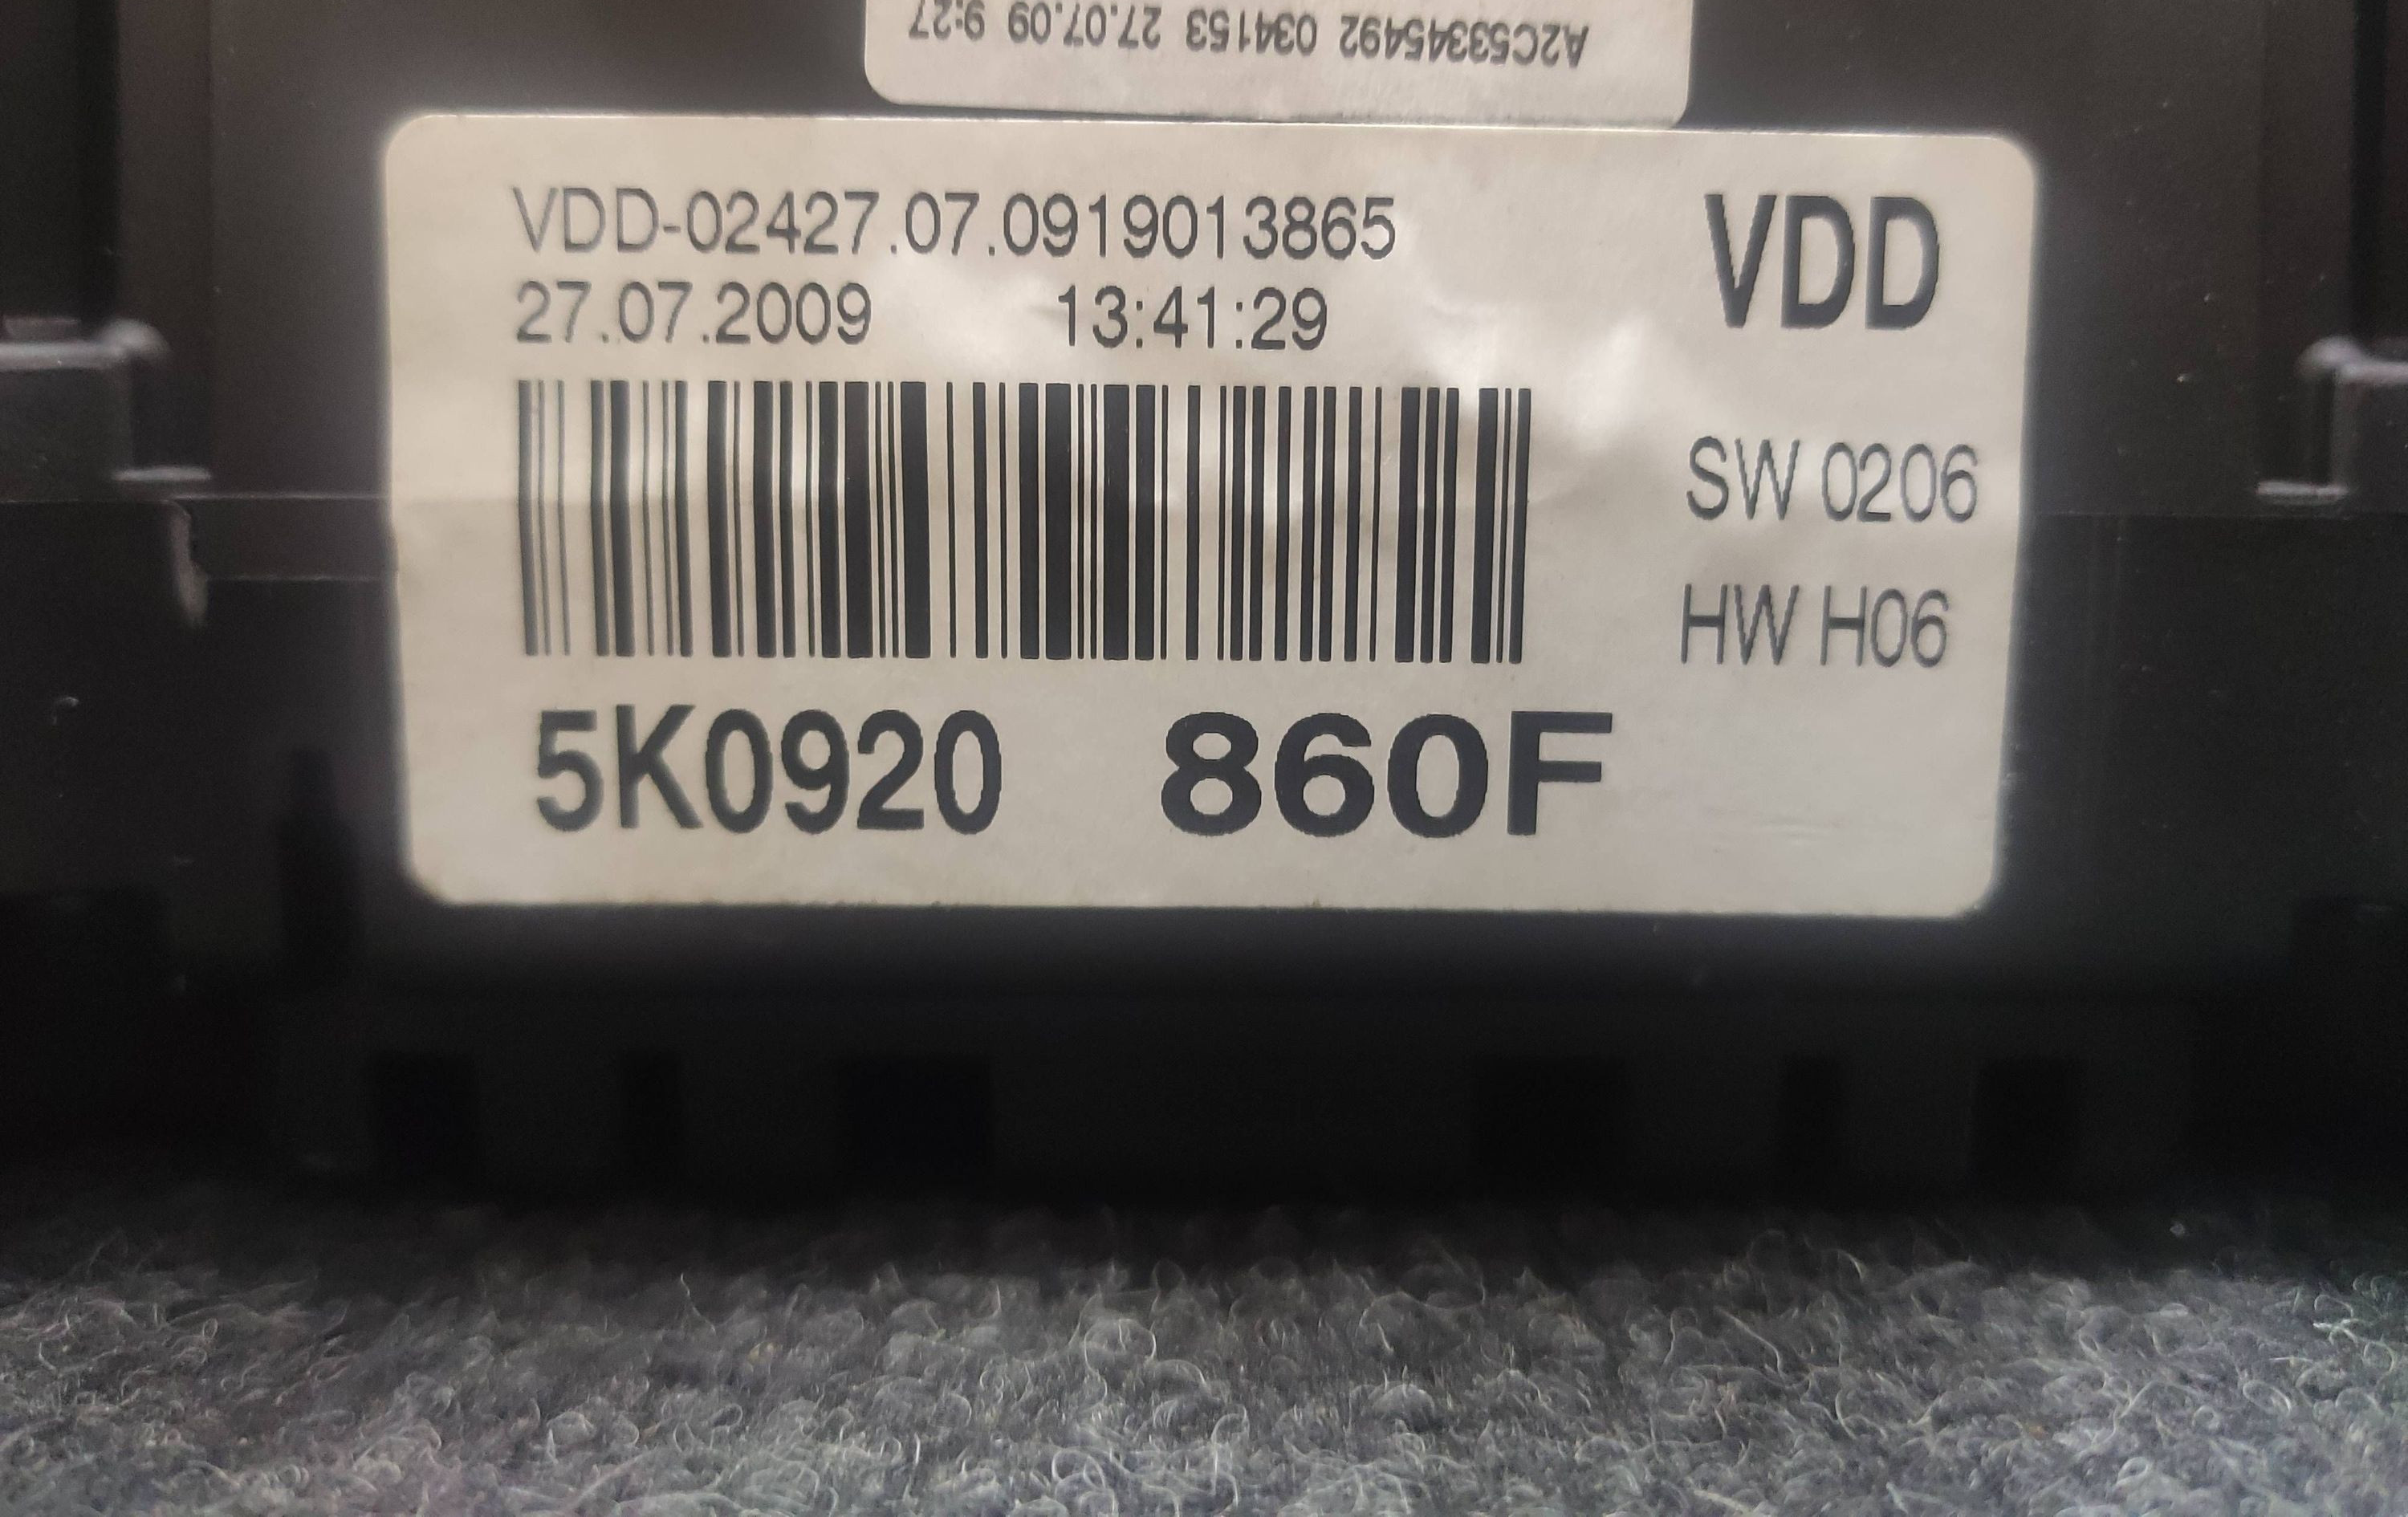 A2C53345492 034153 27.07.09 9:27
VDD-02427.07.0919013865
27.07.2009 13:41:29
VDD
SW 0206
HW H06
5K0920 860F